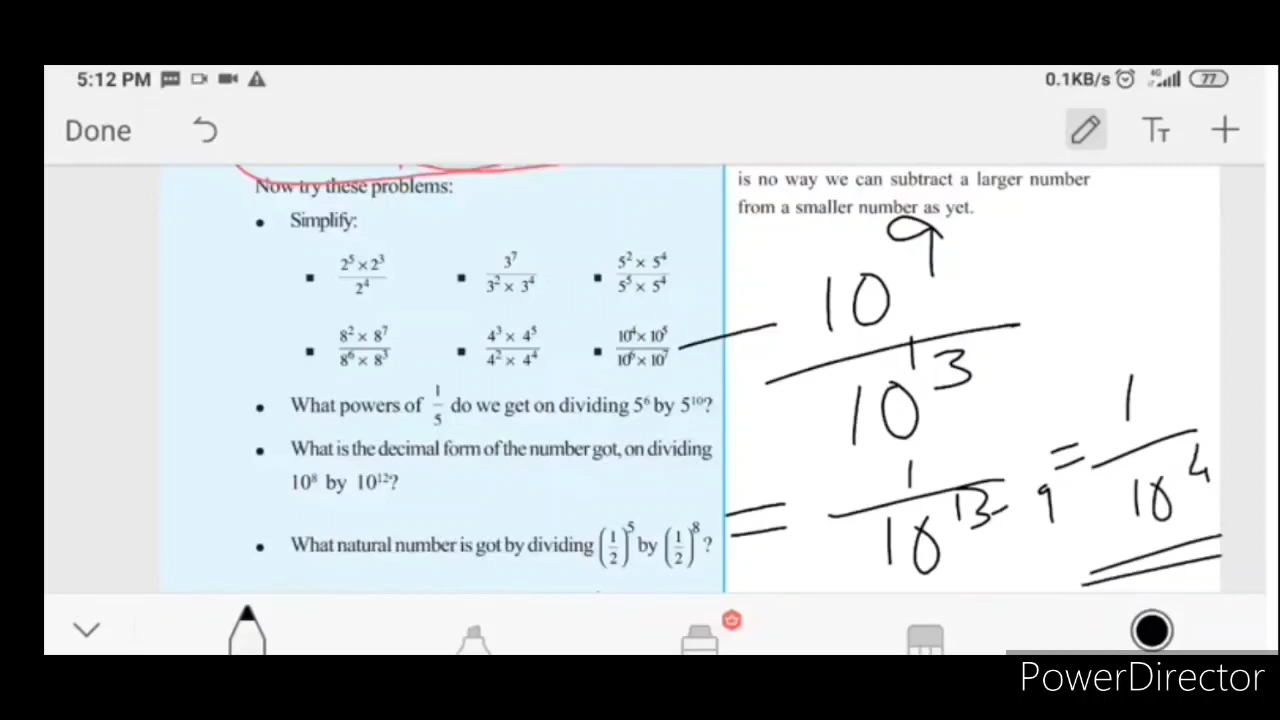 5:12 PM
0.1KB/s 4G 77
Done
Now try these problems:
• Simplify:
▪ 2⁵ × 2³ / 2⁴ ▪ 3⁷ / 3² × 3⁴ ▪ 5² × 5⁴ / 5⁵ × 5⁴
▪ 8² × 8⁷ / 8⁶ × 8³ ▪ 4³ × 4⁵ / 4² × 4⁴ ▪ 10⁴ × 10⁵ / 10⁶ × 10⁷
• What powers of 1/5 do we get on dividing 5⁶ by 5¹⁰?
• What is the decimal form of the number got, on dividing
10⁸ by 10¹²?
• What natural number is got by dividing (1/2)⁵ by (1/2)⁸ ?
is no way we can subtract a larger number
from a smaller number as yet.
10⁹ / 10¹³
= 1 / 10¹³⁻⁹ = 1 / 10⁴
PowerDirector